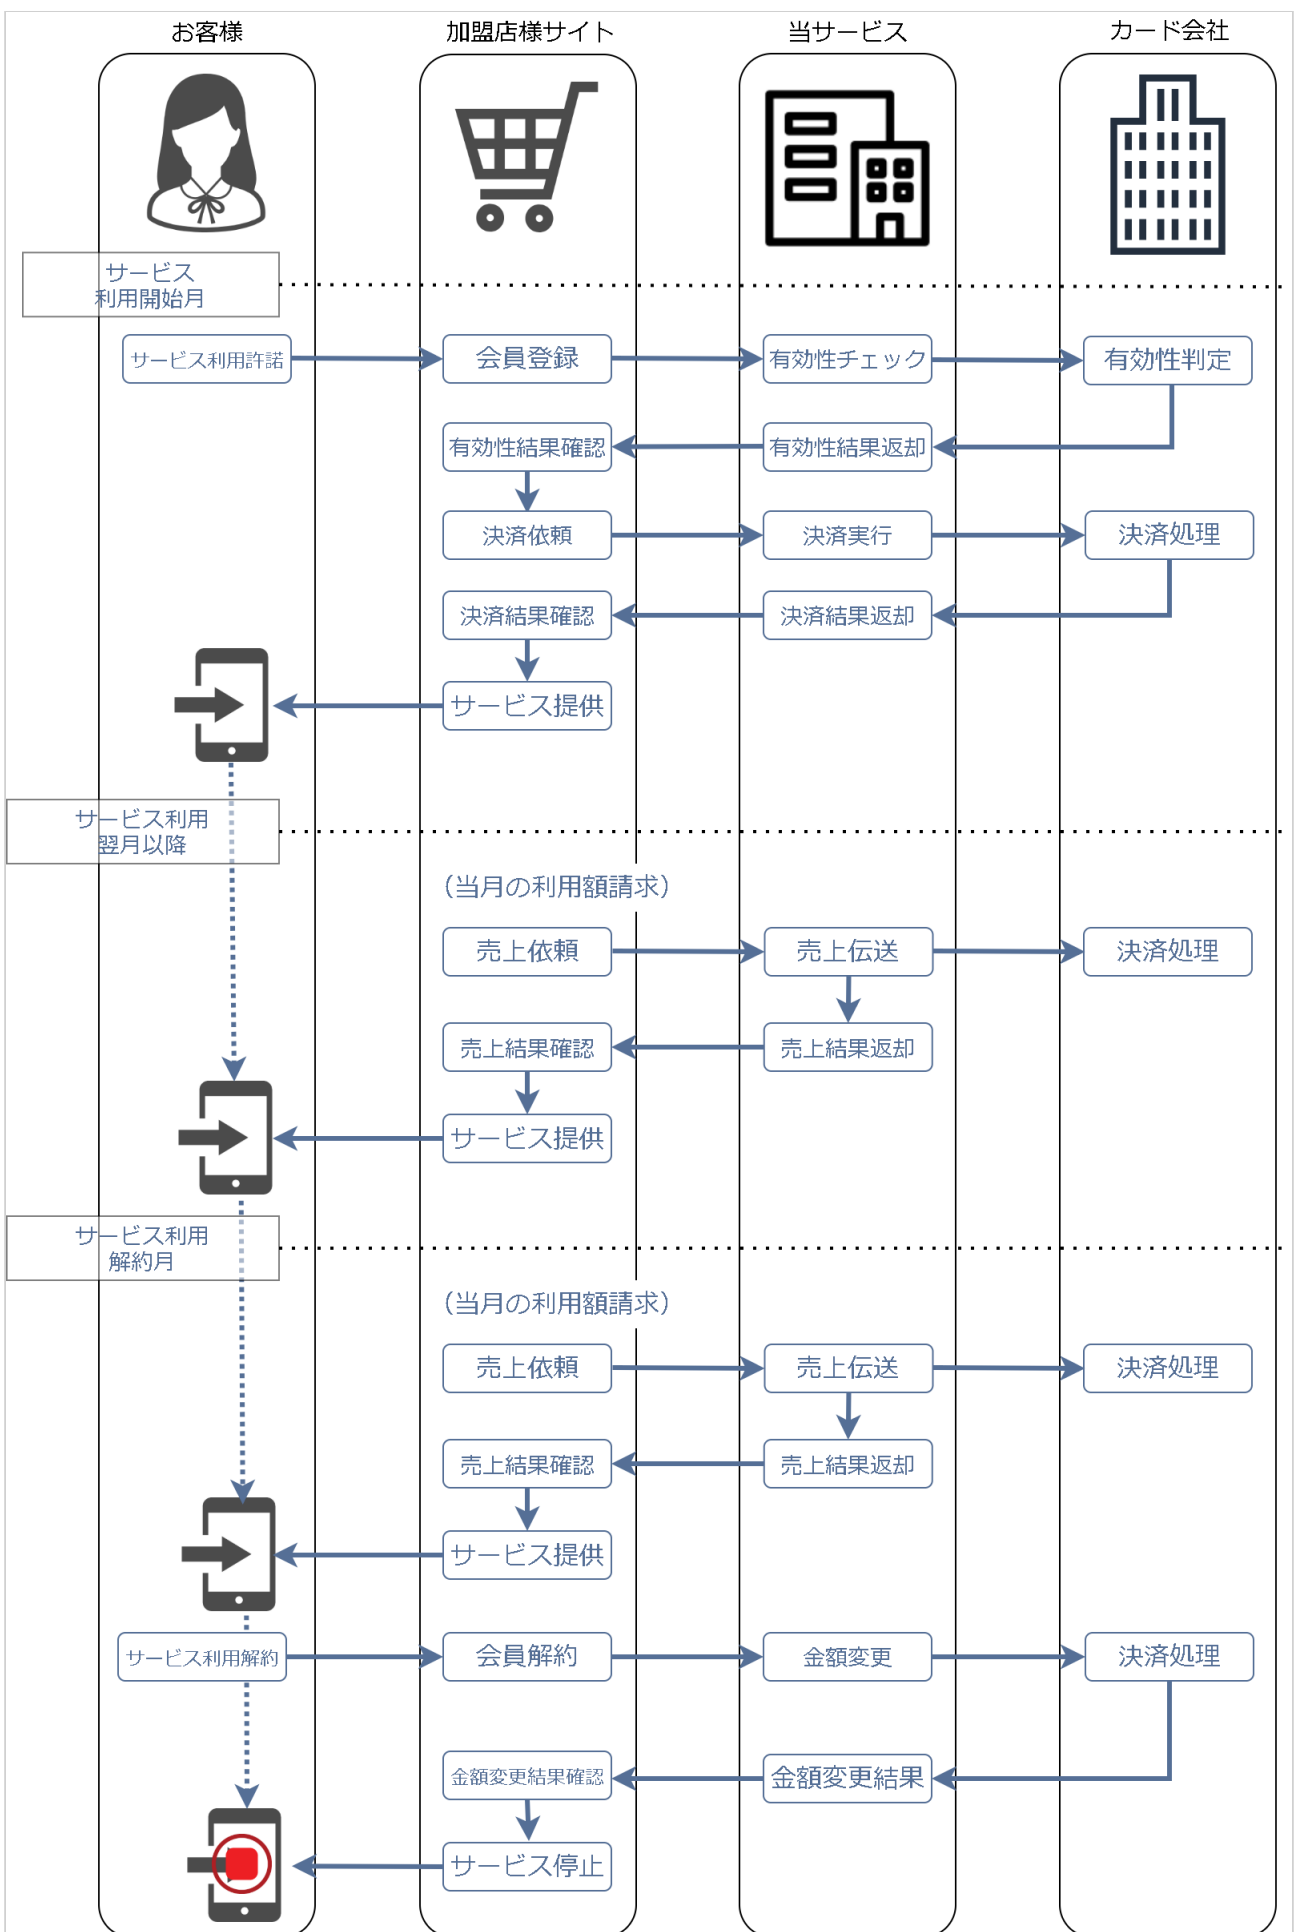 お客様
加盟店様サイト
当サービス
カード会社
サービス
利用開始月
サービス利用許諾
会員登録
有効性チェック
有効性判定
有効性結果確認
有効性結果返却
決済依頼
決済実行
決済処理
決済結果確認
決済結果返却
サービス提供
サービス利用
翌月以降
（当月の利用額請求）
売上依頼
売上伝送
決済処理
売上結果確認
売上結果返却
サービス提供
サービス利用
解約月
（当月の利用額請求）
売上依頼
売上伝送
決済処理
売上結果確認
売上結果返却
サービス提供
サービス利用解約
会員解約
金額変更
決済処理
金額変更結果確認
金額変更結果
サービス停止